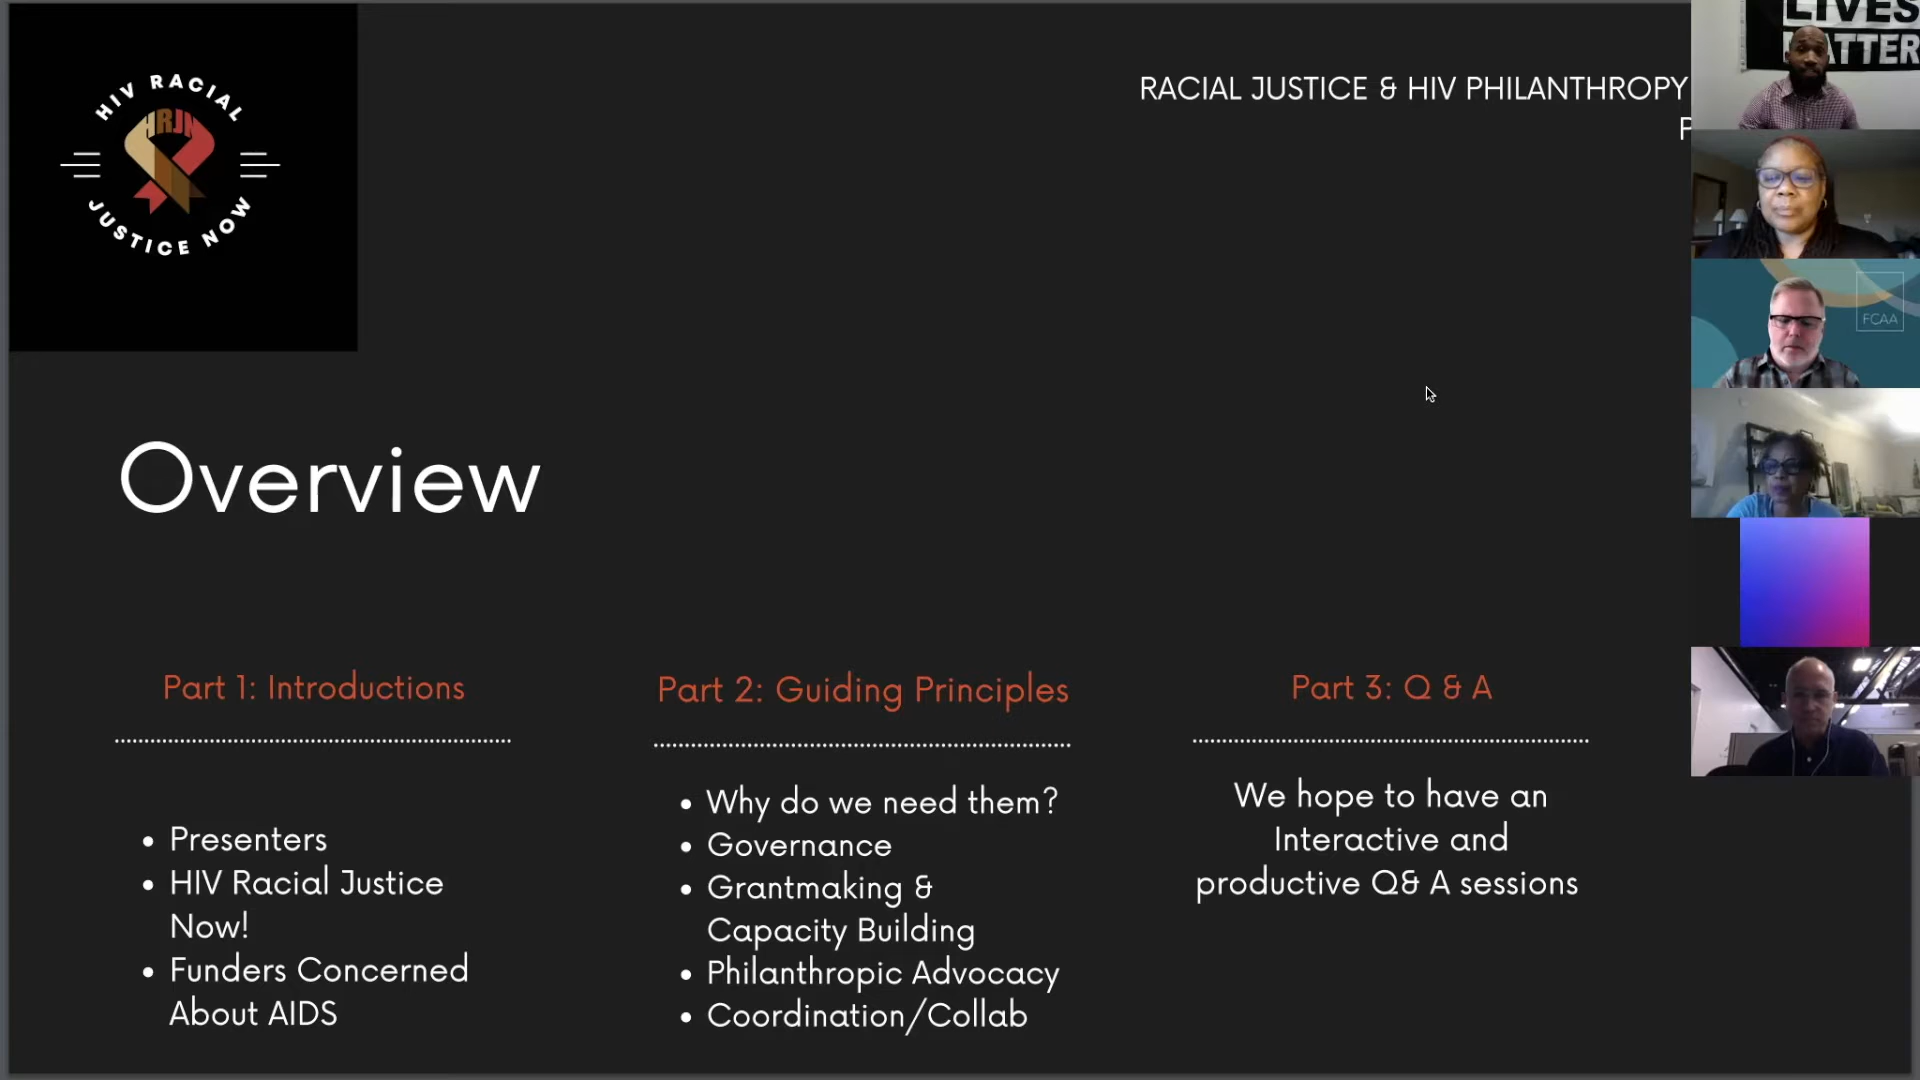 HIV RACIAL
HRJN
JUSTICE NOW
RACIAL JUSTICE & HIV PHILANTHROPY
P
LIVES
MATTER
FCAA
Overview
Part 1: Introductions
• Presenters
• HIV Racial Justice
Now!
• Funders Concerned
About AIDS
Part 2: Guiding Principles
• Why do we need them?
• Governance
• Grantmaking &
Capacity Building
• Philanthropic Advocacy
• Coordination/Collab
Part 3: Q & A
We hope to have an
Interactive and
productive Q& A sessions